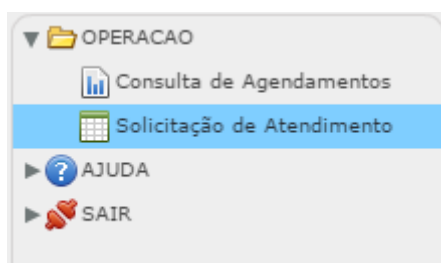 OPERACAO
Consulta de Agendamentos
Solicitação de Atendimento
AJUDA
SAIR